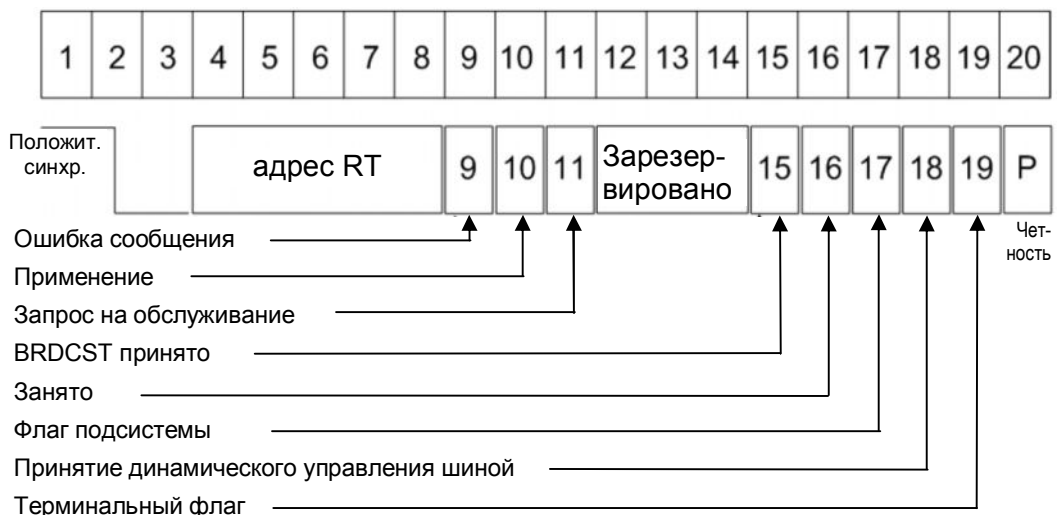 1 2 3 4 5 6 7 8 9 10 11 12 13 14 15 16 17 18 19 20
Положит.
синхр.
адрес RT
9 10 11
Зарезер-
вировано
15 16 17 18 19 P
Чет-
ность
Ошибка сообщения
Применение
Запрос на обслуживание
BRDCST принято
Занято
Флаг подсистемы
Принятие динамического управления шиной
Терминальный флаг